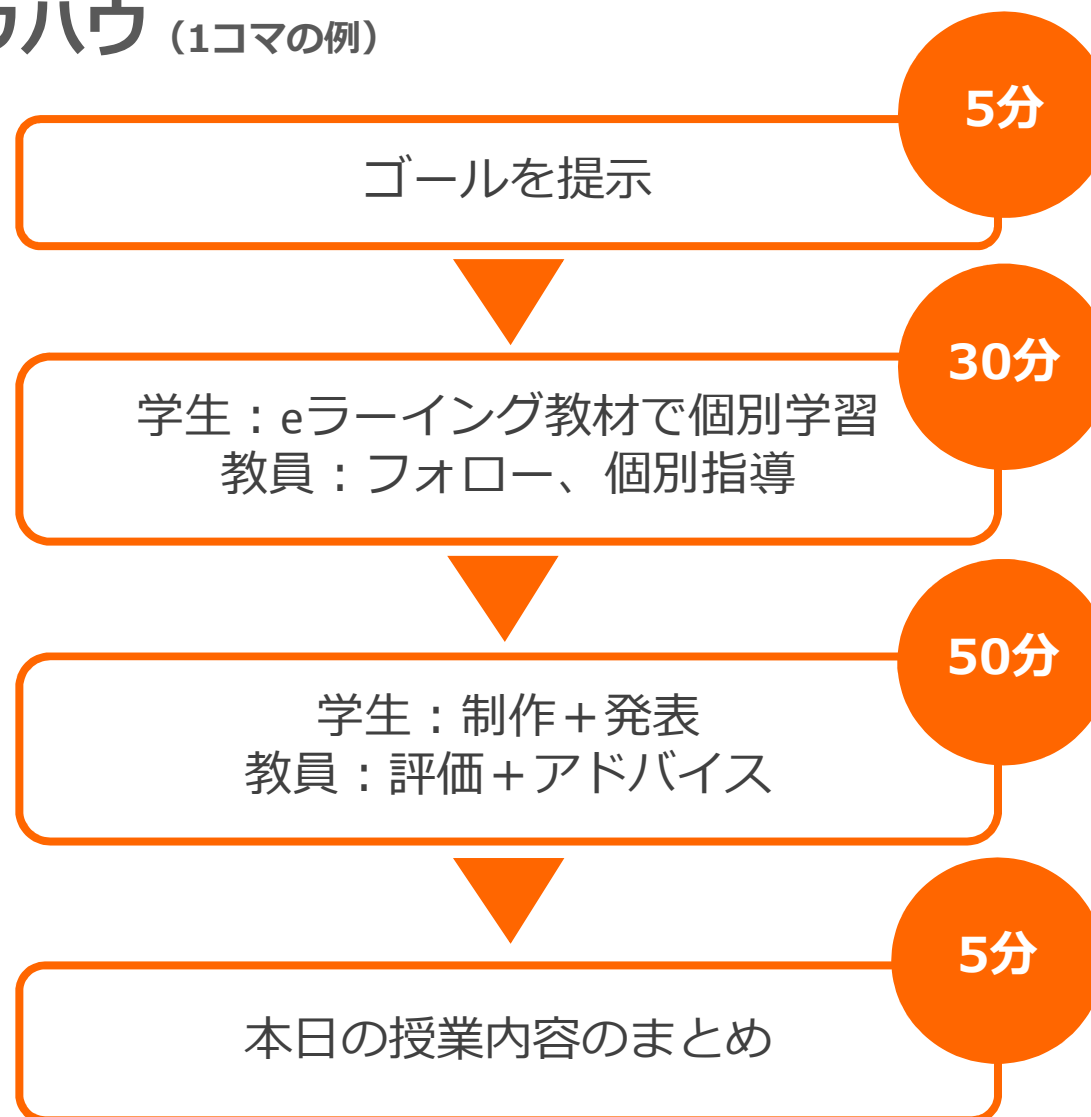 ウハウ（1コマの例）
5分
ゴールを提示
30分
学生：eラーイング教材で個別学習
教員：フォロー、個別指導
50分
学生：制作＋発表
教員：評価＋アドバイス
5分
本日の授業内容のまとめ